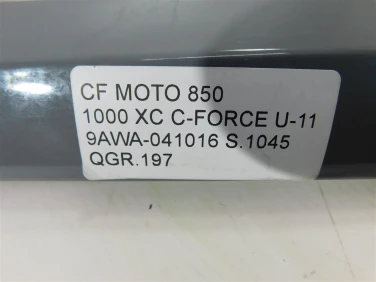 CF MOTO 850
1000 XC C-FORCE U-11
9AWA-041016 S.1045
QGR.197